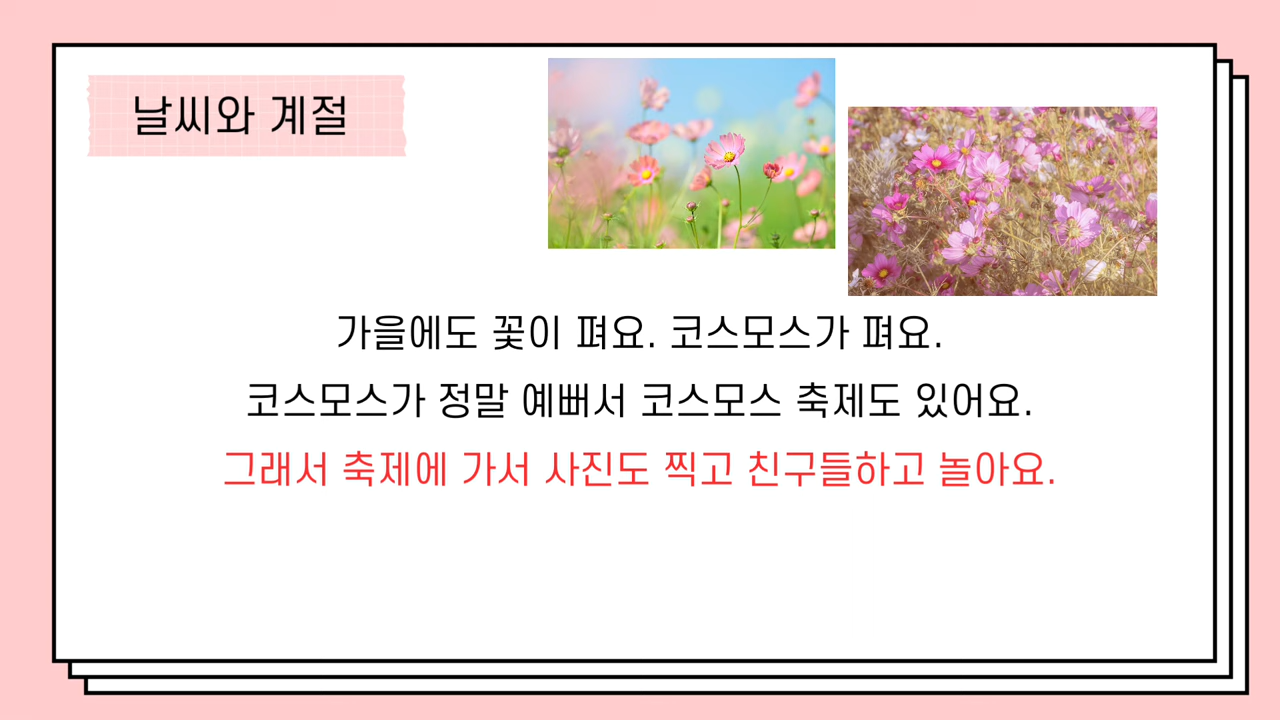 날씨와 계절
가을에도 꽃이 펴요. 코스모스가 펴요.
코스모스가 정말 예뻐서 코스모스 축제도 있어요.
그래서 축제에 가서 사진도 찍고 친구들하고 놀아요.